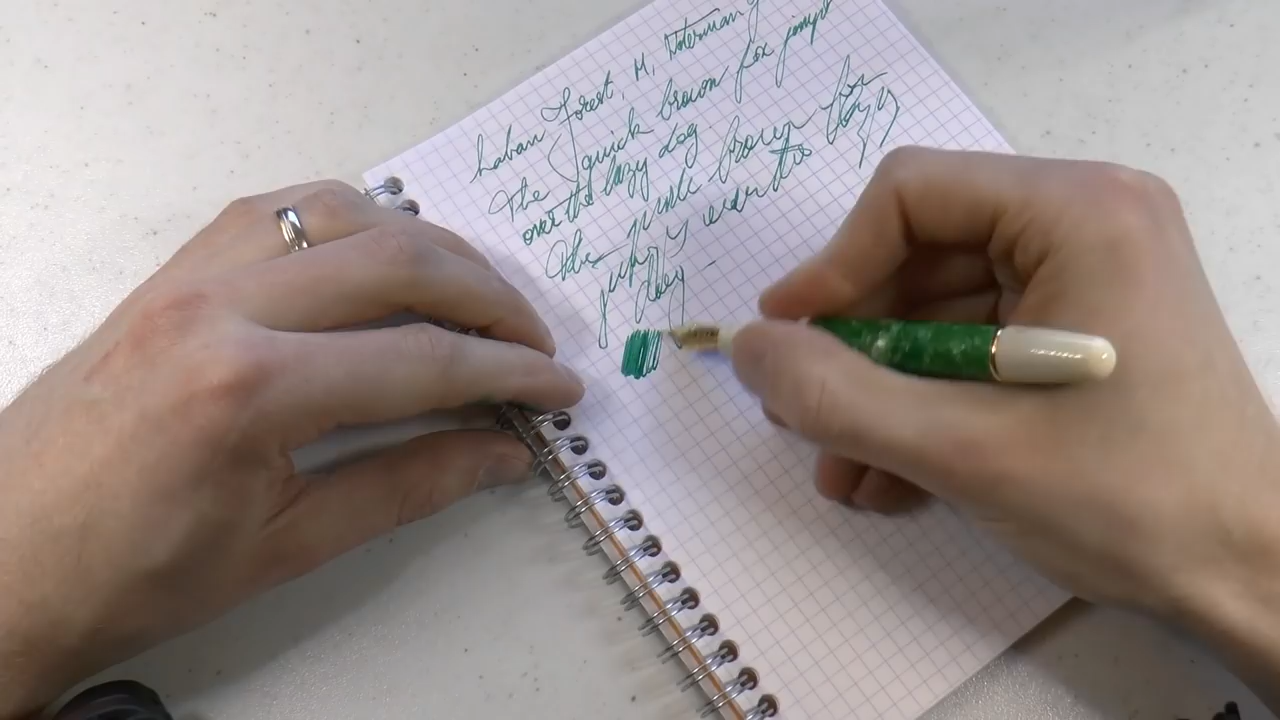 Laban Forest, M,
The quick brown fox jumps
over the lazy dog
The quick brown fox
jumps over the lazy
dog -